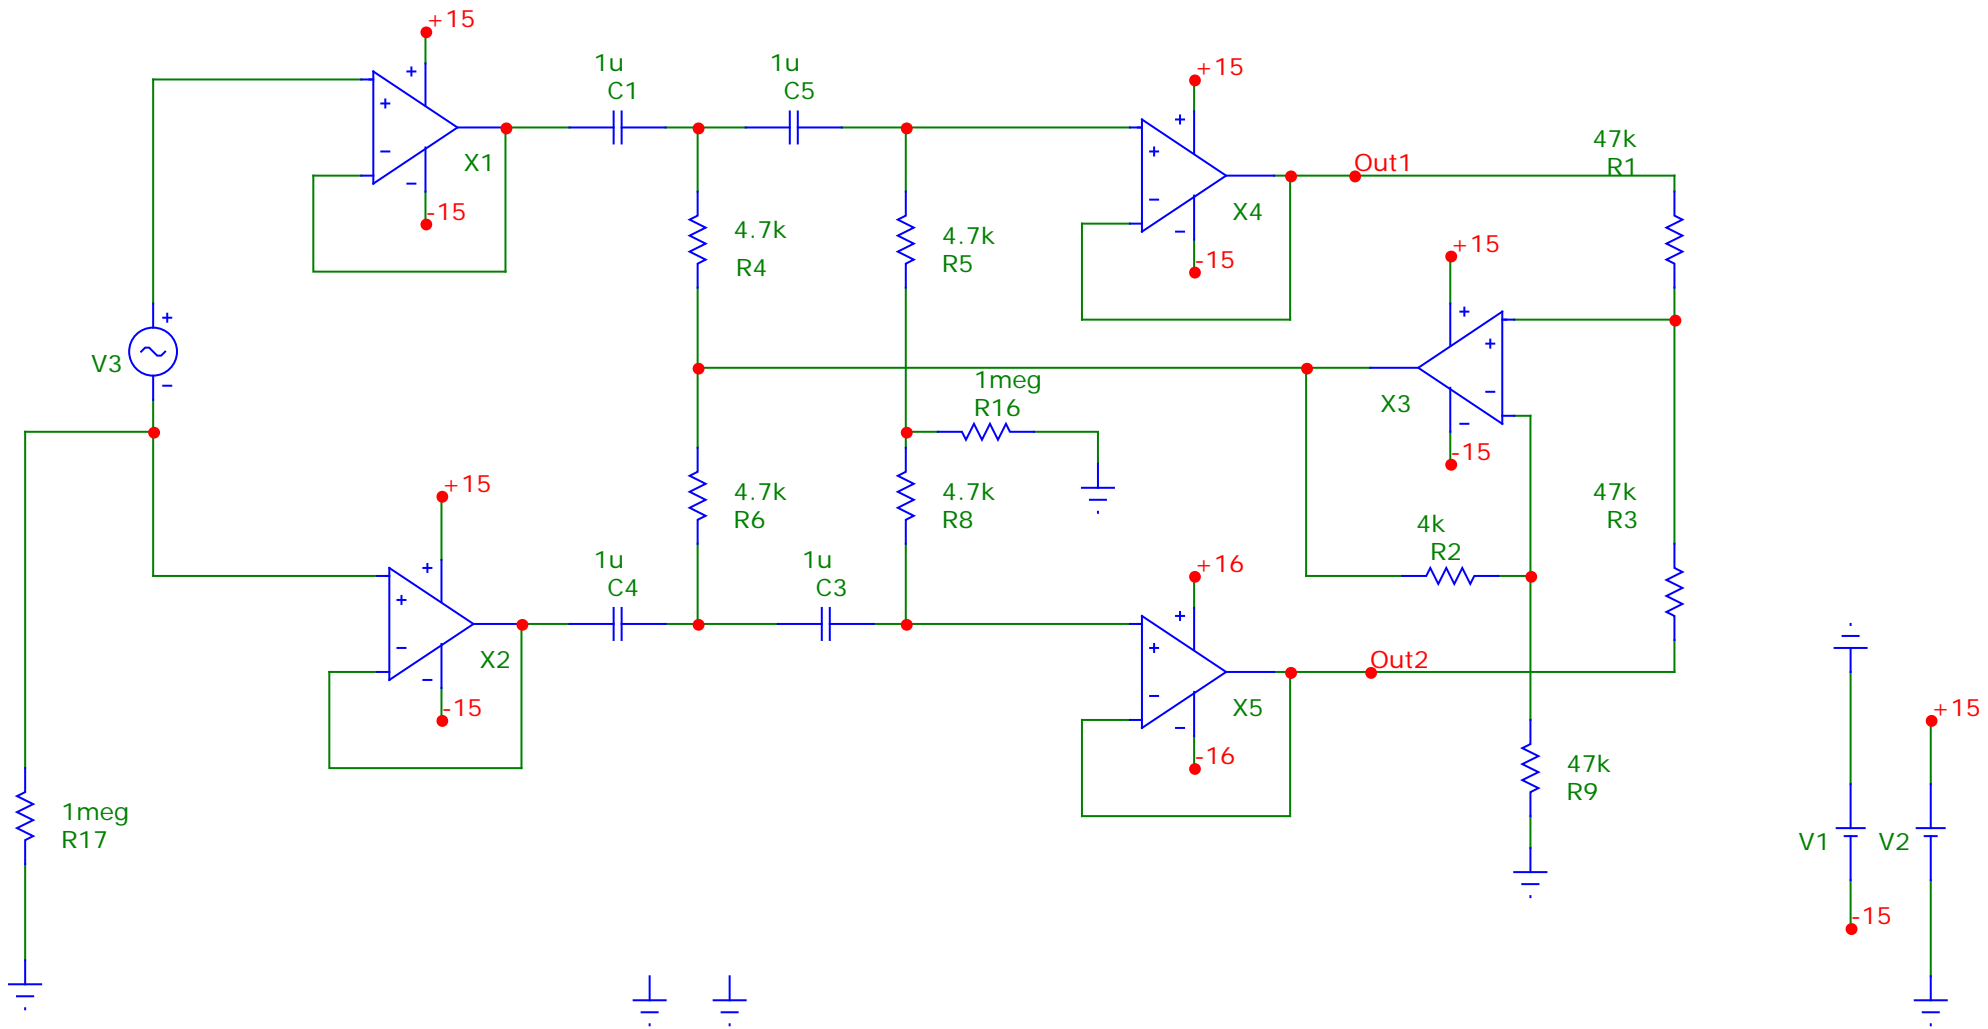 +15
1u
C1
1u
C5
+15
47k
R1
X1
-15
Out1
X4
4.7k
R4
4.7k
R5
-15
+15
V3
1meg
R16
X3
-15
+15
4.7k
R6
4.7k
R8
47k
R3
4k
R2
1u
C4
1u
C3
+16
X2
-15
Out2
X5
-16
+15
47k
R9
1meg
R17
V1
V2
-15